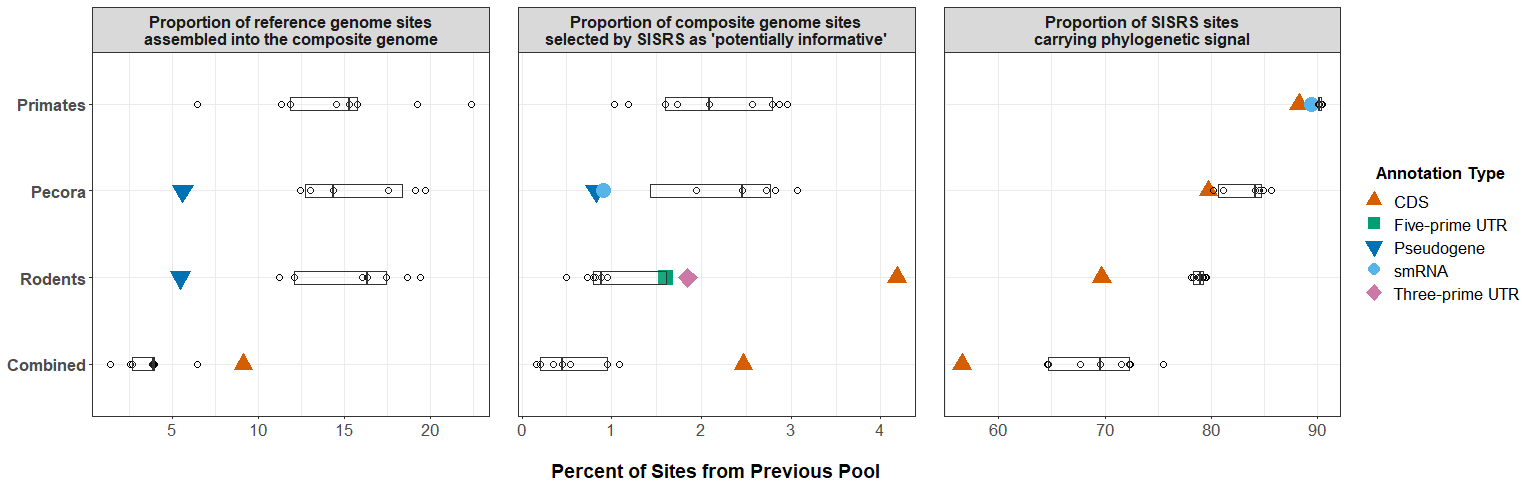 Proportion of reference genome sites
assembled into the composite genome
Proportion of composite genome sites
selected by SISRS as 'potentially informative'
Proportion of SISRS sites
carrying phylogenetic signal
Primates
Pecora
Rodents
Combined
5 10 15 20
0 1 2 3 4
60 70 80 90
Percent of Sites from Previous Pool
Annotation Type
CDS
Five-prime UTR
Pseudogene
smRNA
Three-prime UTR